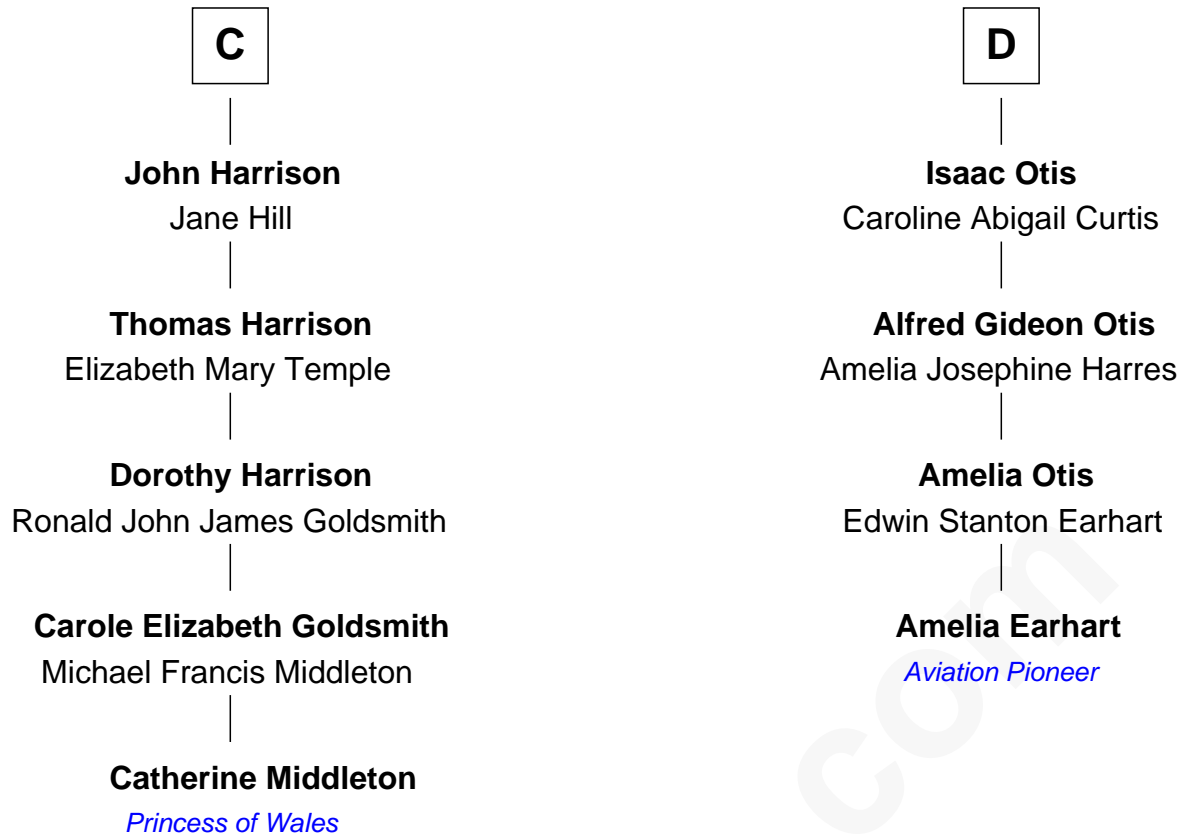 C
John Harrison
Jane Hill
Thomas Harrison
Elizabeth Mary Temple
Dorothy Harrison
Ronald John James Goldsmith
Carole Elizabeth Goldsmith
Michael Francis Middleton
Catherine Middleton
Princess of Wales
D
Isaac Otis
Caroline Abigail Curtis
Alfred Gideon Otis
Amelia Josephine Harres
Amelia Otis
Edwin Stanton Earhart
Amelia Earhart
Aviation Pioneer
com